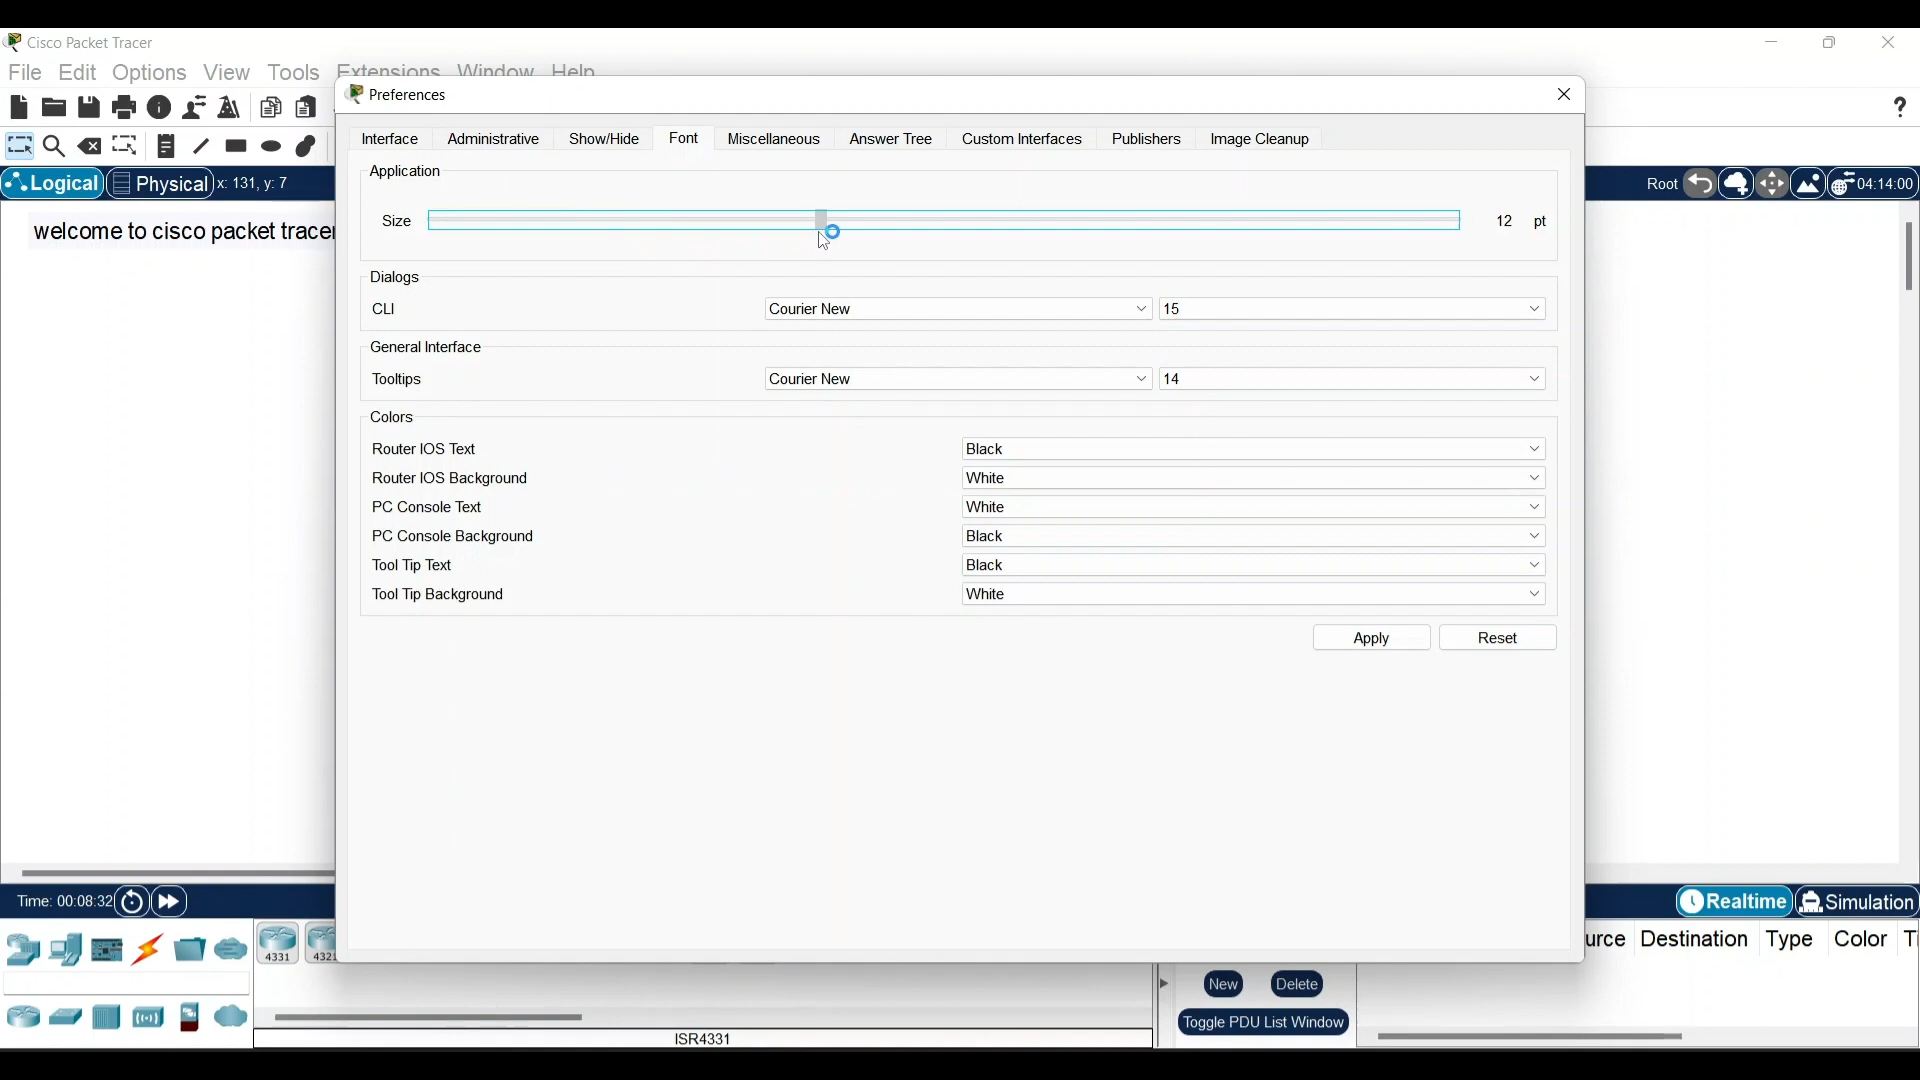 Cisco Packet Tracer
File Edit Options View Tools Extensions Window Help
Preferences
Interface Administrative Show/Hide Font Miscellaneous Answer Tree Custom Interfaces Publishers Image Cleanup
Application
Logical Physical x: 131, y: 7
Root 04:14:00
welcome to cisco packet tracer
Size 12 pt
Dialogs
CLI Courier New 15
General Interface
Tooltips Courier New 14
Colors
Router IOS Text Black
Router IOS Background White
PC Console Text White
PC Console Background Black
Tool Tip Text Black
Tool Tip Background White
Apply Reset
Time: 00:08:32
Realtime Simulation
4331 4321
urce Destination Type Color Ti
New Delete
Toggle PDU List Window
ISR4331